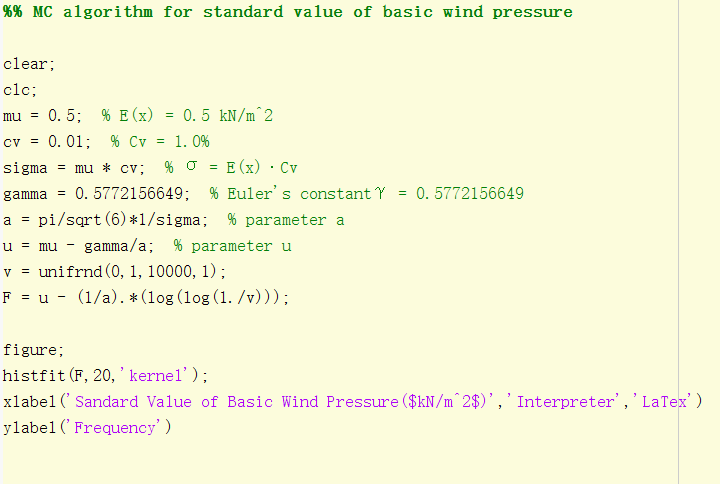 %% MC algorithm for standard value of basic wind pressure
clear;
clc;
mu = 0.5;  % E(x) = 0.5 kN/m^2
cv = 0.01;  % Cv = 1.0%
sigma = mu * cv;  % σ = E(x)·Cv
gamma = 0.5772156649;  % Euler's constantγ = 0.5772156649
a = pi/sqrt(6)*1/sigma;  % parameter a
u = mu - gamma/a;  % parameter u
v = unifrnd(0,1,10000,1);
F = u - (1/a).*(log(log(1./v)));
figure;
histfit(F,20,'kernel');
xlabel('Sandard Value of Basic Wind Pressure($kN/m^2$)','Interpreter','LaTex')
ylabel('Frequency')